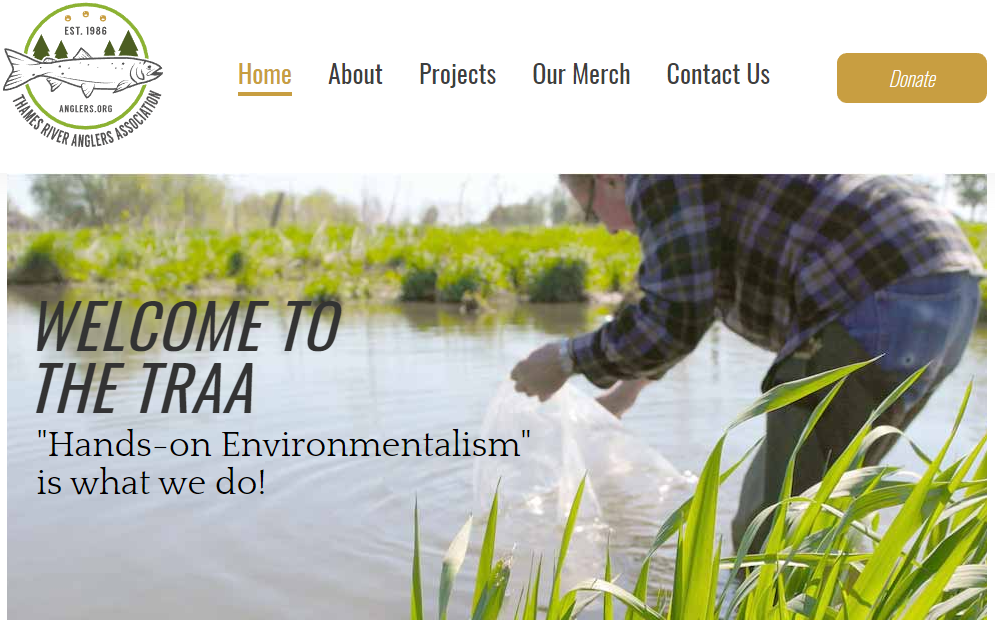 EST. 1986
ANGLERS.ORG
THAMES RIVER ANGLERS ASSOCIATION
Home
About
Projects
Our Merch
Contact Us
Donate
WELCOME TO
THE TRAA
"Hands-on Environmentalism"
is what we do!